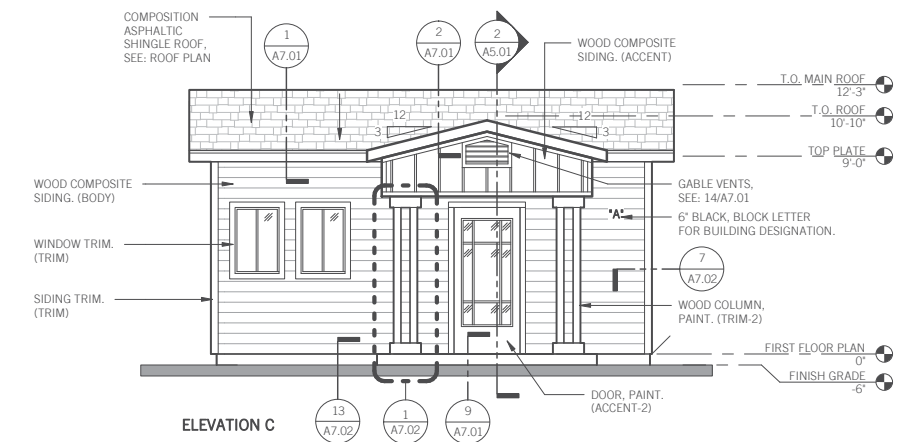 COMPOSITION
ASPHALTIC
SHINGLE ROOF,
SEE: ROOF PLAN
1
A7.01
2
A7.01
2
A5.01
WOOD COMPOSITE
SIDING. (ACCENT)
T.O. MAIN ROOF
12'-3"
T.O. ROOF
10'-10"
TOP PLATE
9'-0"
12
3
12
3
WOOD COMPOSITE
SIDING. (BODY)
GABLE VENTS,
SEE: 14/A7.01
"A"
6" BLACK, BLOCK LETTER
FOR BUILDING DESIGNATION.
WINDOW TRIM.
(TRIM)
7
A7.02
SIDING TRIM.
(TRIM)
WOOD COLUMN,
PAINT. (TRIM-2)
FIRST FLOOR PLAN
0"
FINISH GRADE
-6"
DOOR, PAINT.
(ACCENT-2)
13
A7.02
1
A7.02
9
A7.01
ELEVATION C